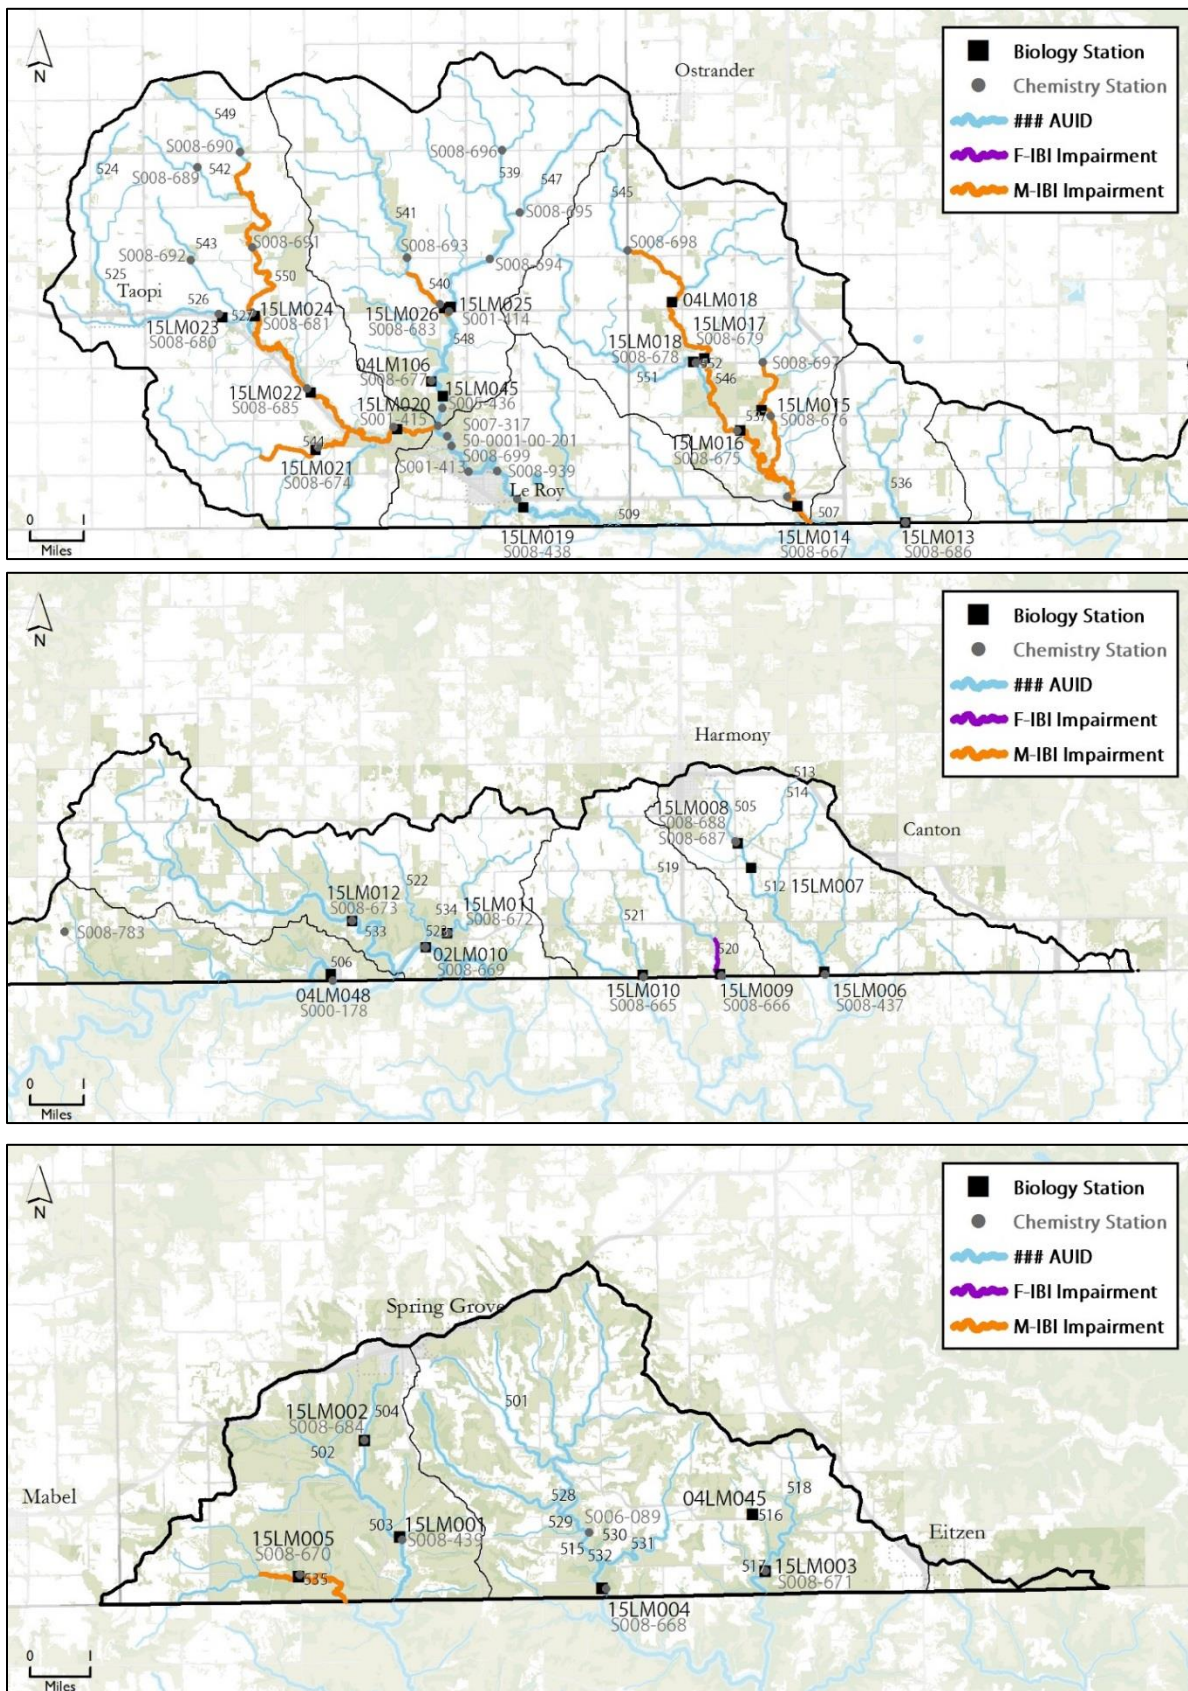 N
Ostrander
Biology Station
Chemistry Station
### AUID
F-IBI Impairment
M-IBI Impairment
549
S008-690
524
542
S008-689
S008-696
539
547
545
541
S008-695
543
S008-691
S008-692
S008-693
S008-694
S008-698
525
550
540
Taopi
526
527
15LM024
S008-681
15LM023
S008-680
15LM026
S008-683
15LM025
S001-414
04LM018
548
15LM017
S008-679
15LM018
S008-678
552
S008-697
551
546
04LM106
S008-677
15LM022
S008-685
15LM045
S005-436
15LM020
S001-415
537
15LM015
S008-676
S007-317
50-0001-00-201
S008-699
15LM016
S008-675
544
15LM021
S008-674
S001-413
S008-939
536
Le Roy
509
507
0 1
Miles
15LM019
S008-438
15LM014
S008-667
15LM013
S008-686
N
Biology Station
Chemistry Station
### AUID
F-IBI Impairment
M-IBI Impairment
Harmony
513
514
15LM008
505
S008-688
S008-687
Canton
522
519
512
15LM007
15LM012
S008-673
534
15LM011
S008-672
521
S008-783
533
523
520
02LM010
S008-669
506
04LM048
S000-178
15LM010
S008-665
15LM009
S008-666
15LM006
S008-437
0 1
Miles
N
Biology Station
Chemistry Station
### AUID
F-IBI Impairment
M-IBI Impairment
Spring Grove
501
15LM002
504
S008-684
502
Mabel
528
04LM045
518
S006-089
529
516
503
15LM001
S008-439
530
531
515
532
Eitzen
15LM005
S008-670
535
517
15LM003
S008-671
15LM004
S008-668
0 1
Miles